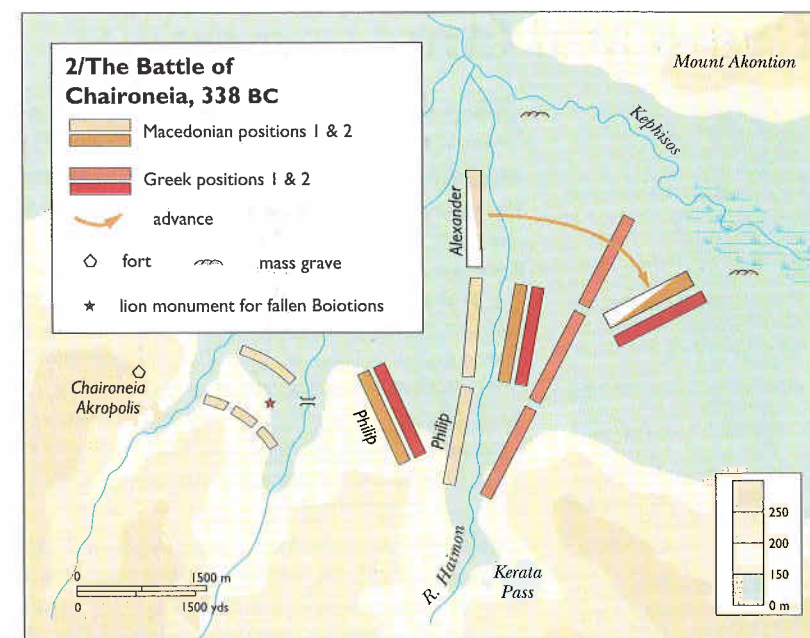 2/The Battle of
Chaironeia, 338 BC
Macedonian positions 1 & 2
Greek positions 1 & 2
advance
fort
mass grave
lion monument for fallen Boiotions
Mount Akontion
Kephisos
Alexander
Chaironeia
Akropolis
Philip
Philip
R. Haimon
Kerata
Pass
0 1500 m
0 1500 yds
250
200
150
0 m